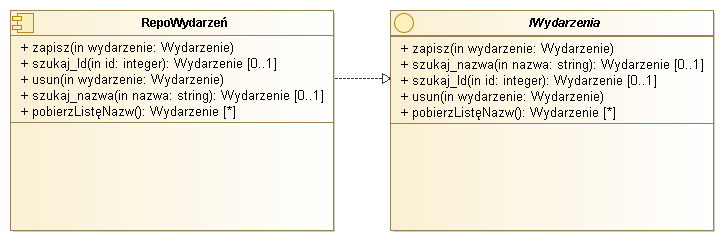 RepoWydarzeń
+ zapisz(in wydarzenie: Wydarzenie)
+ szukaj_Id(in id: integer): Wydarzenie [0..1]
+ usun(in wydarzenie: Wydarzenie)
+ szukaj_nazwa(in nazwa: string): Wydarzenie [0..1]
+ pobierzListęNazw(): Wydarzenie [*]
IWydarzenia
+ zapisz(in wydarzenie: Wydarzenie)
+ szukaj_nazwa(in nazwa: string): Wydarzenie [0..1]
+ szukaj_Id(in id: integer): Wydarzenie [0..1]
+ usun(in wydarzenie: Wydarzenie)
+ pobierzListęNazw(): Wydarzenie [*]